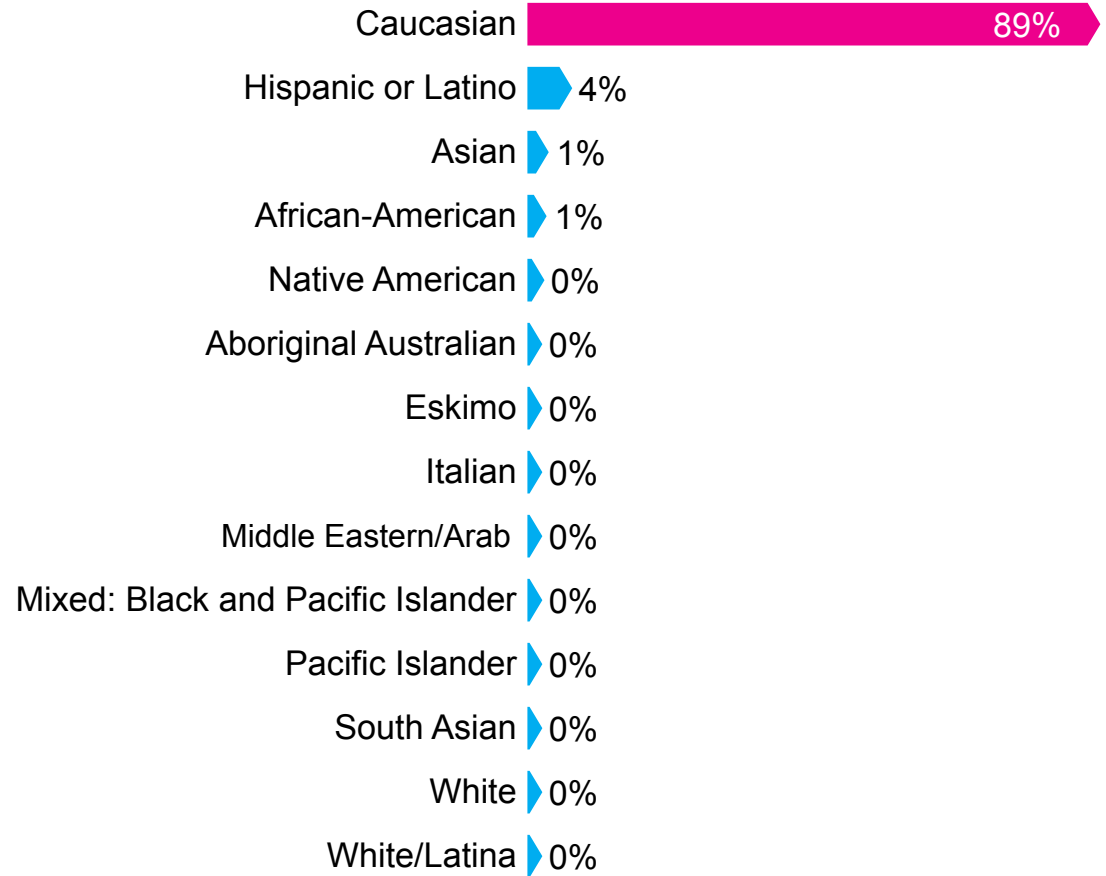 Caucasian 89%
Hispanic or Latino 4%
Asian 1%
African-American 1%
Native American 0%
Aboriginal Australian 0%
Eskimo 0%
Italian 0%
Middle Eastern/Arab 0%
Mixed: Black and Pacific Islander 0%
Pacific Islander 0%
South Asian 0%
White 0%
White/Latina 0%